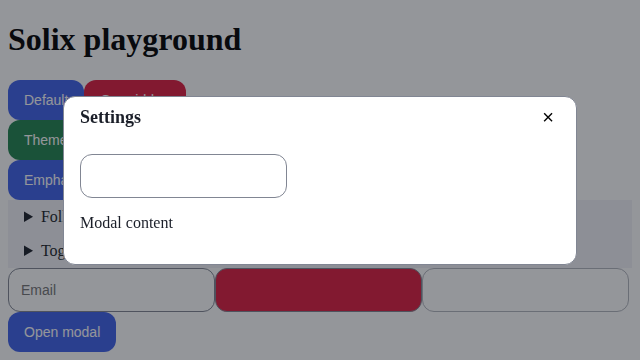 Solix playground
Default
Settings
×
Theme
Empha
Modal content
Fol
Tog
Email
Open modal